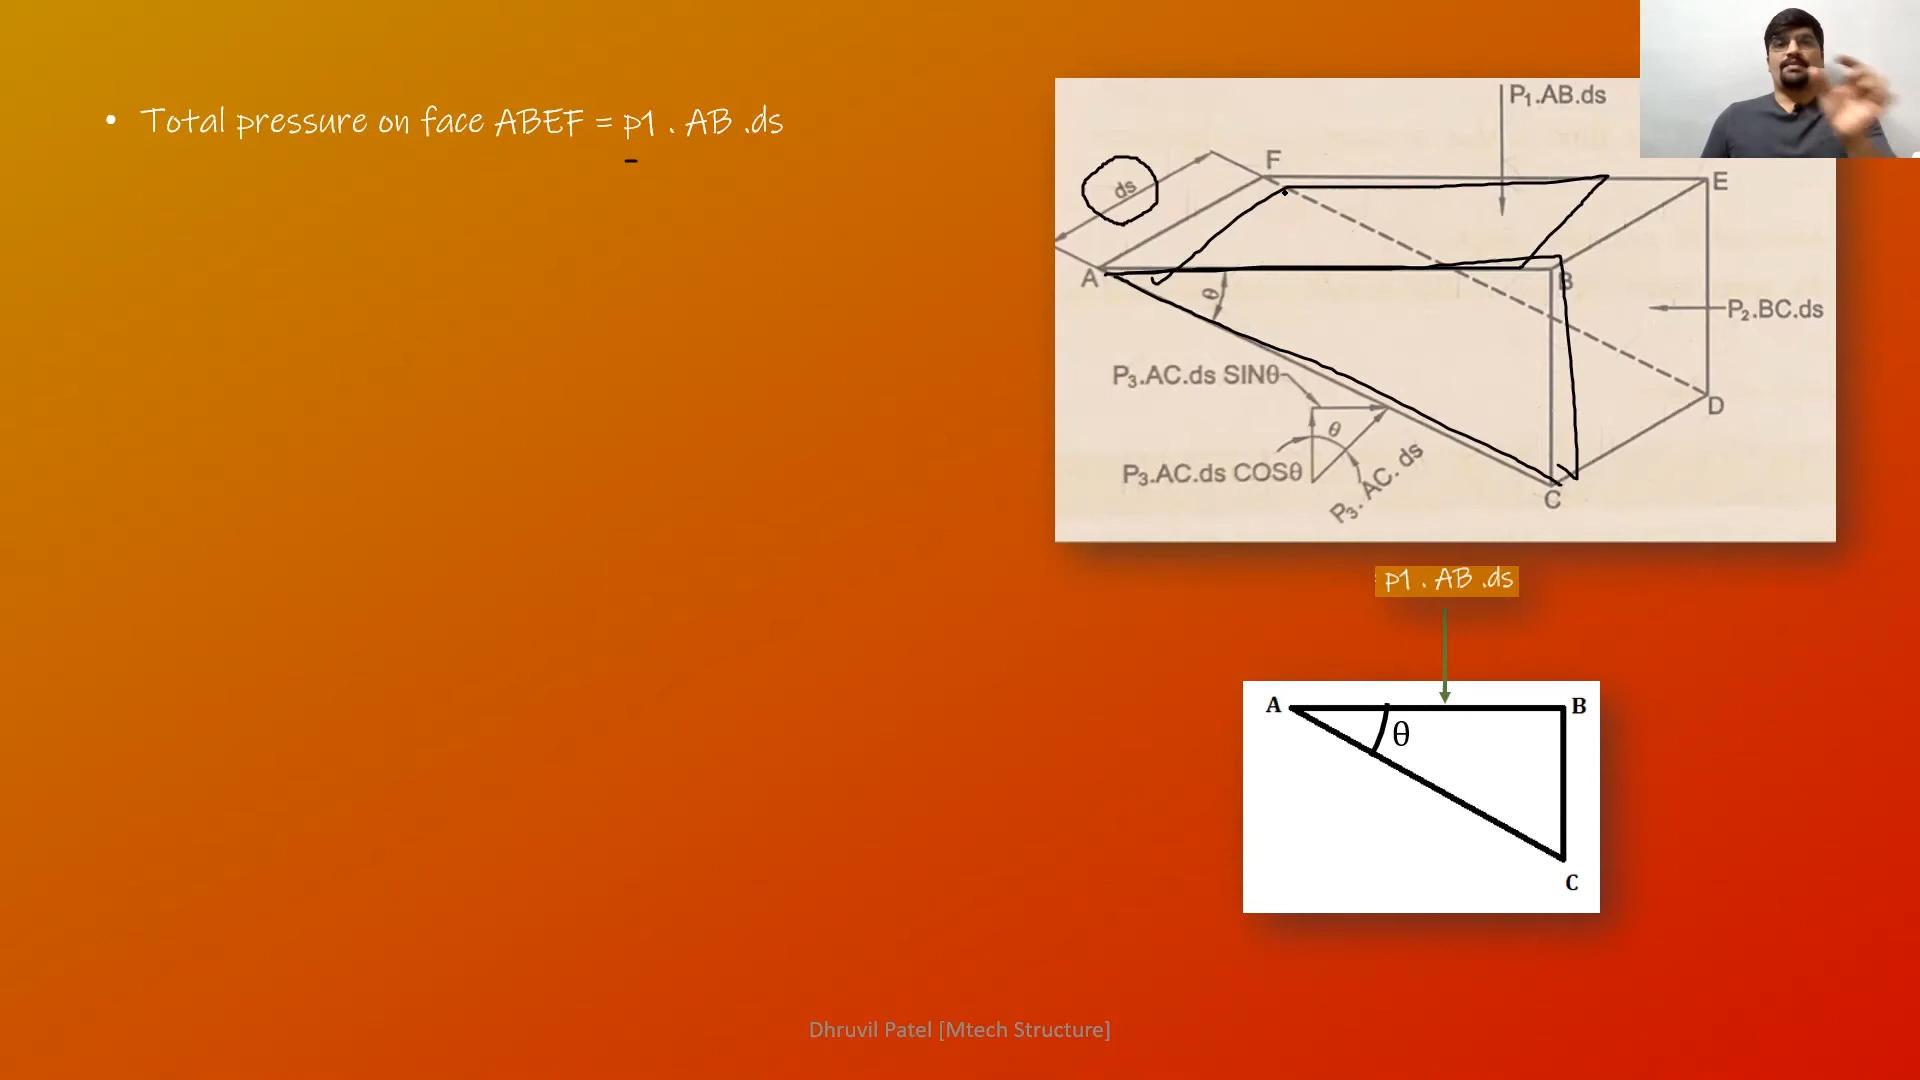 • Total pressure on face ABEF = p1 . AB .ds
P₁.AB.ds
F
ds
E
A
B
θ
P₂.BC.ds
P₃.AC.ds SINθ
D
θ
P₃.AC.ds COSθ
P₃.AC. ds
C
p1 . AB .ds
A
B
θ
C
Dhruvil Patel [Mtech Structure]